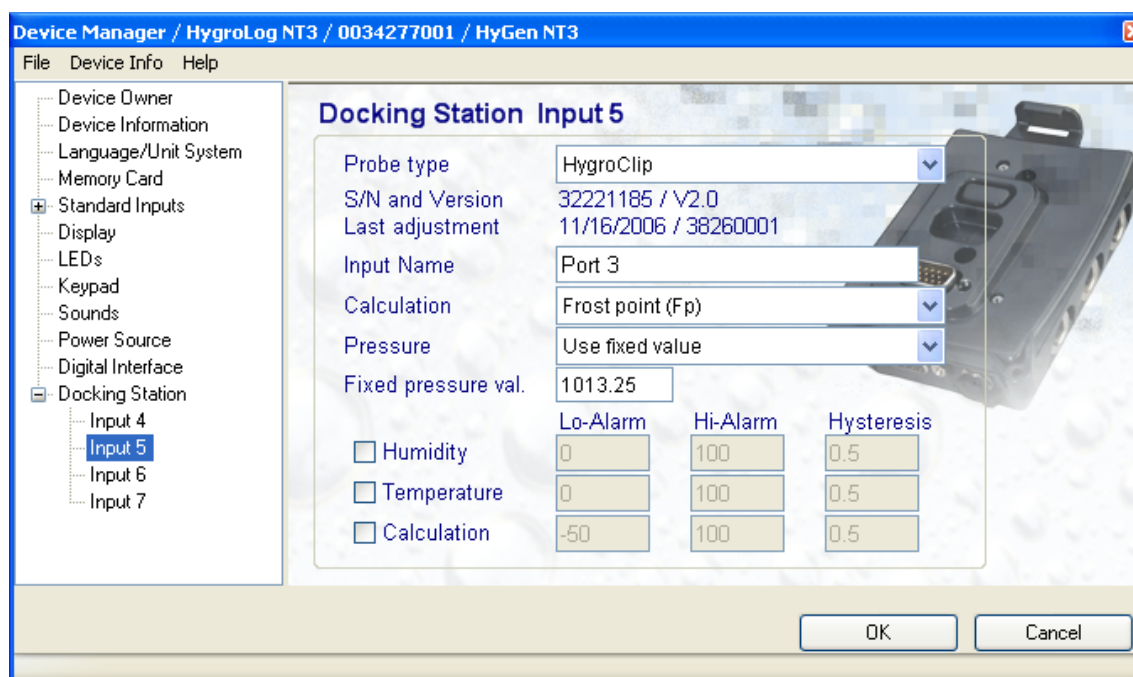 Device Manager / HygroLog NT3 / 0034277001 / HyGen NT3
File Device Info Help
Device Owner
Device Information
Language/Unit System
Memory Card
Standard Inputs
Display
LEDs
Keypad
Sounds
Power Source
Digital Interface
Docking Station
Input 4
Input 5
Input 6
Input 7
Docking Station Input 5
Probe type HygroClip
S/N and Version 32221185 / V2.0
Last adjustment 11/16/2006 / 38260001
Input Name Port 3
Calculation Frost point (Fp)
Pressure Use fixed value
Fixed pressure val. 1013.25
Lo-Alarm Hi-Alarm Hysteresis
Humidity 0 100 0.5
Temperature 0 100 0.5
Calculation -50 100 0.5
OK Cancel